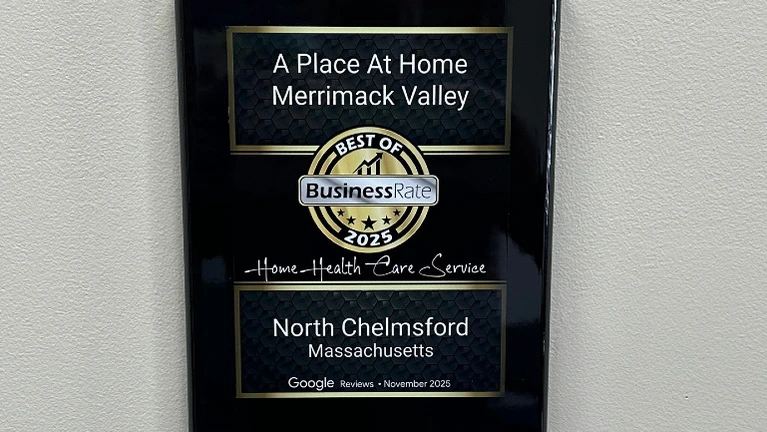 A Place At Home
Merrimack Valley
BEST OF
BusinessRate
2025
Home Health Care Service
North Chelmsford
Massachusetts
Google Reviews • November 2025